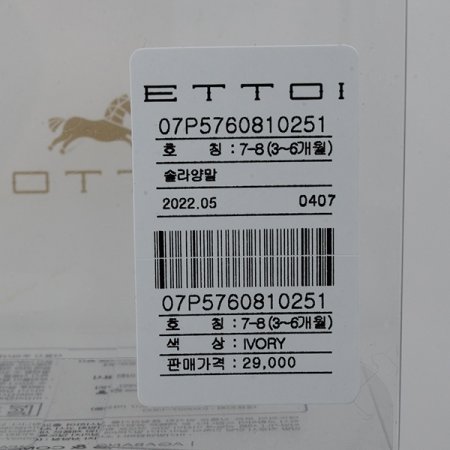 ETTOI
07P5760810251
호 칭 : 7-8 (3~6개월)
솔라양말
2022.05 0407
07P5760810251
호 칭 : 7-8 (3~6개월)
색 상 : IVORY
판매가격 : 29,000